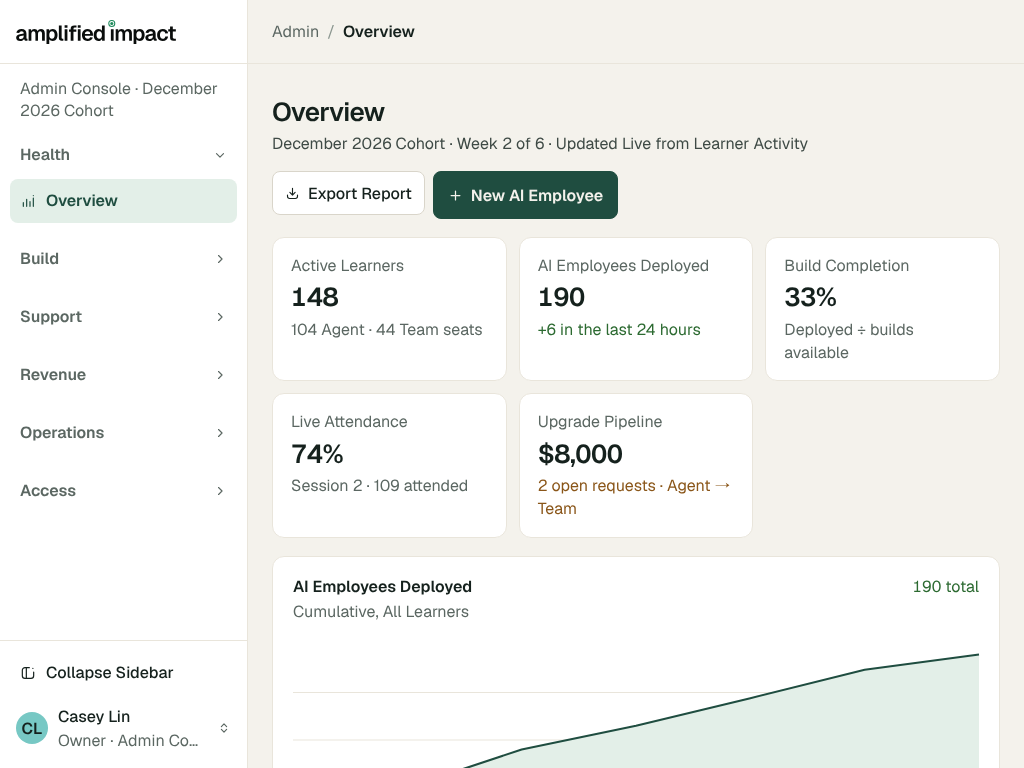 amplified impact
Admin / Overview
Admin Console · December
2026 Cohort
Health
Overview
Build
Support
Revenue
Operations
Access
Collapse Sidebar
CL
Casey Lin
Owner · Admin Co...
Overview
December 2026 Cohort · Week 2 of 6 · Updated Live from Learner Activity
Export Report
+ New AI Employee
Active Learners
148
104 Agent · 44 Team seats
AI Employees Deployed
190
+6 in the last 24 hours
Build Completion
33%
Deployed ÷ builds
available
Live Attendance
74%
Session 2 · 109 attended
Upgrade Pipeline
$8,000
2 open requests · Agent →
Team
AI Employees Deployed
190 total
Cumulative, All Learners